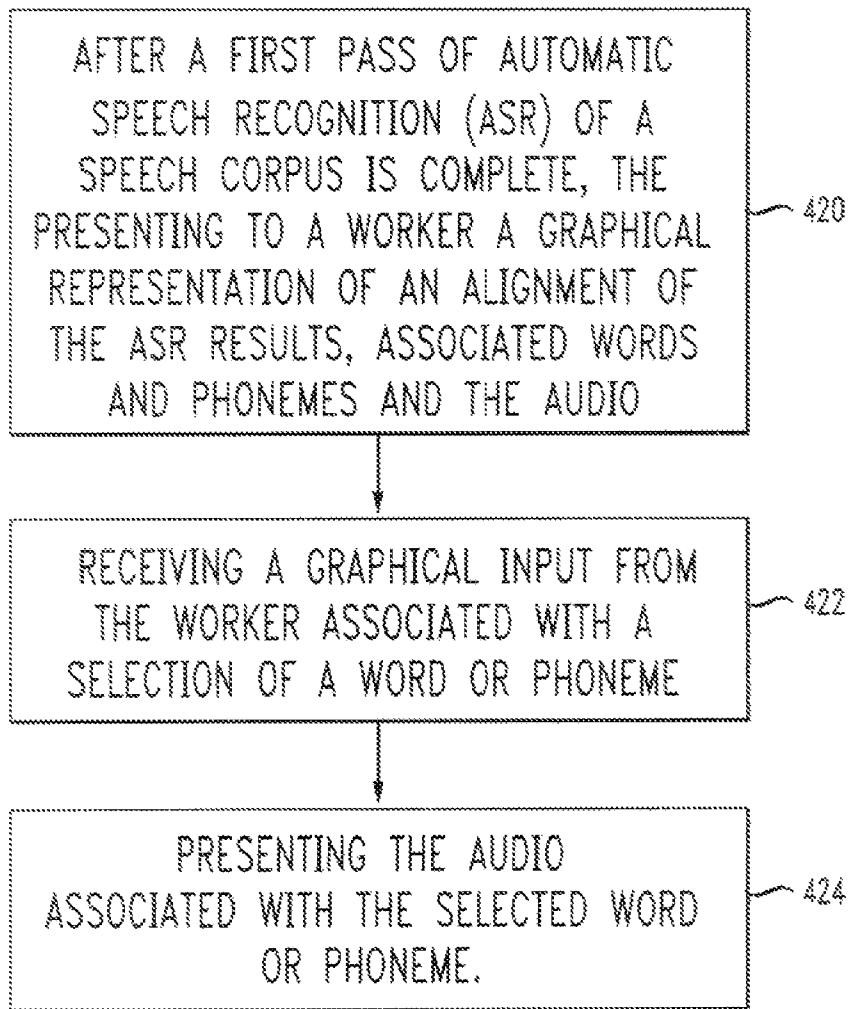 AFTER A FIRST PASS OF AUTOMATIC
SPEECH RECOGNITION (ASR) OF A
SPEECH CORPUS IS COMPLETE, THE
PRESENTING TO A WORKER A GRAPHICAL
REPRESENTATION OF AN ALIGNMENT OF
THE ASR RESULTS, ASSOCIATED WORDS
AND PHONEMES AND THE AUDIO
420
RECEIVING A GRAPHICAL INPUT FROM
THE WORKER ASSOCIATED WITH A
SELECTION OF A WORD OR PHONEME
422
PRESENTING THE AUDIO
ASSOCIATED WITH THE SELECTED WORD
OR PHONEME.
424